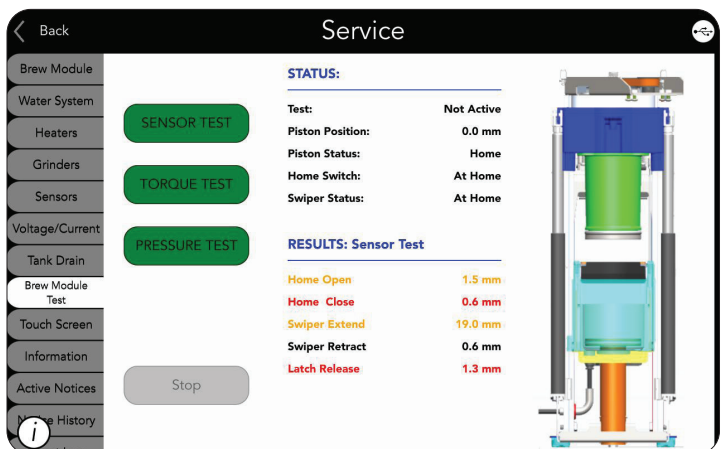 Back
Service
Brew Module
Water System
Heaters
Grinders
Sensors
Voltage/Current
Tank Drain
Brew Module
Test
Touch Screen
Information
Active Notices
History
i
SENSOR TEST
TORQUE TEST
PRESSURE TEST
Stop
STATUS:
Test: Not Active
Piston Position: 0.0 mm
Piston Status: Home
Home Switch: At Home
Swiper Status: At Home
RESULTS: Sensor Test
Home Open 1.5 mm
Home Close 0.6 mm
Swiper Extend 19.0 mm
Swiper Retract 0.6 mm
Latch Release 1.3 mm